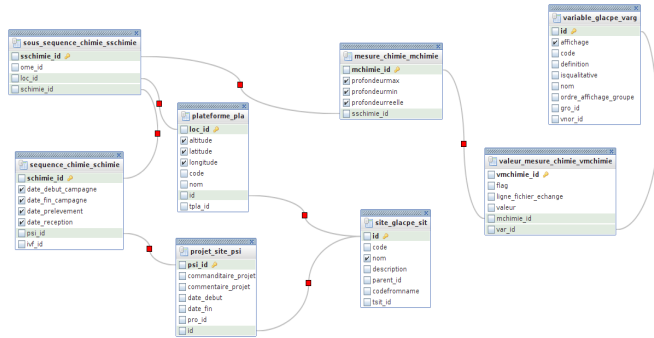 sous_sequence_chimie_sschimie
sschimie_id
ome_id
loc_id
schimie_id
sequence_chimie_schimie
schimie_id
date_debut_campagne
date_fin_campagne
date_prelevement
date_reception
psi_id
ivf_id
plateforme_pla
loc_id
altitude
latitude
longitude
code
nom
id
tpla_id
projet_site_psi
psi_id
commanditaire_projet
commentaire_projet
date_debut
date_fin
pro_id
id
mesure_chimie_mchimie
mchimie_id
profondeurmax
profondeurmin
profondeurreelle
sschimie_id
site_glacpe_sit
id
code
nom
description
parent_id
codefromname
tsit_id
variable_glacpe_varg
id
affichage
code
definition
isqualitative
nom
ordre_affichage_groupe
gro_id
vnor_id
valeur_mesure_chimie_vmchimie
vmchimie_id
flag
ligne_fichier_echange
valeur
mchimie_id
var_id